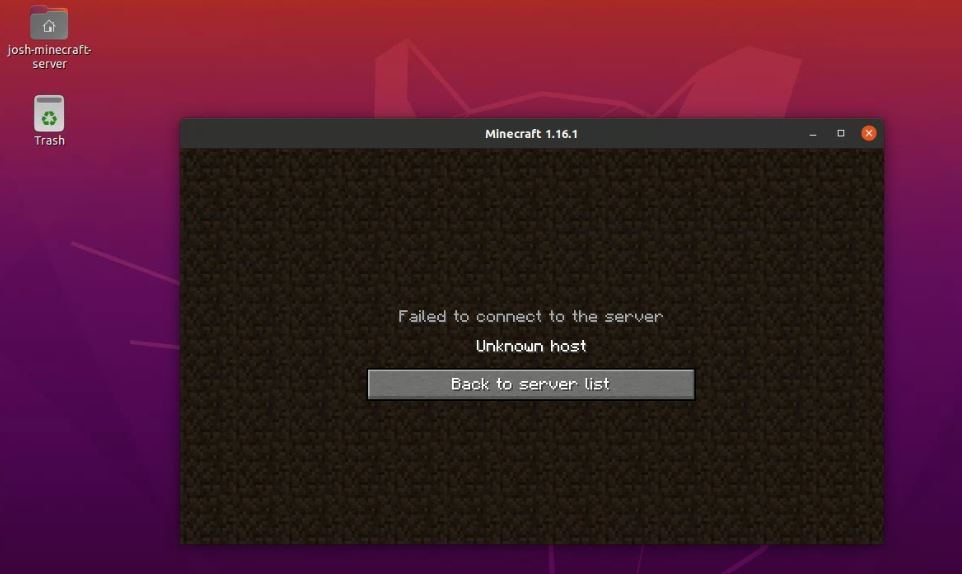 josh-minecraft-
server
Trash
Minecraft 1.16.1
Failed to connect to the server
Unknown host
Back to server list